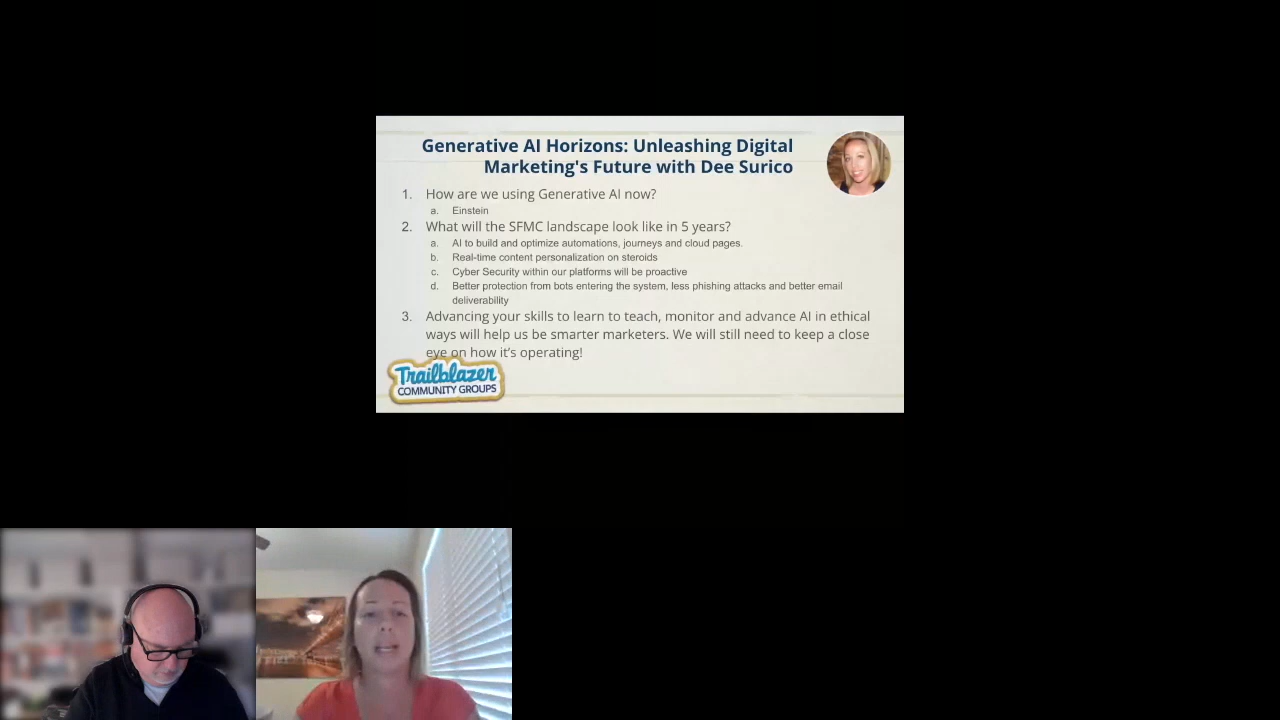 Generative AI Horizons: Unleashing Digital
Marketing's Future with Dee Surico
1. How are we using Generative AI now?
a. Einstein
2. What will the SFMC landscape look like in 5 years?
a. AI to build and optimize automations, journeys and cloud pages.
b. Real-time content personalization on steroids
c. Cyber Security within our platforms will be proactive
d. Better protection from bots entering the system, less phishing attacks and better email
deliverability
3. Advancing your skills to learn to teach, monitor and advance AI in ethical
ways will help us be smarter marketers. We will still need to keep a close
eye on how it's operating!
Trailblazer
COMMUNITY GROUPS